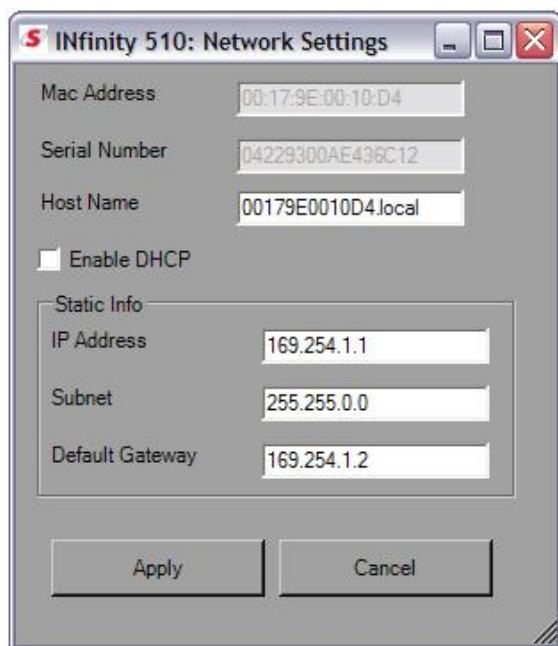 S INfinity 510: Network Settings
Mac Address 00:17:9E:00:10:D4
Serial Number 04229300AE436C12
Host Name 00179E0010D4.local
Enable DHCP
Static Info
IP Address 169.254.1.1
Subnet 255.255.0.0
Default Gateway 169.254.1.2
Apply Cancel